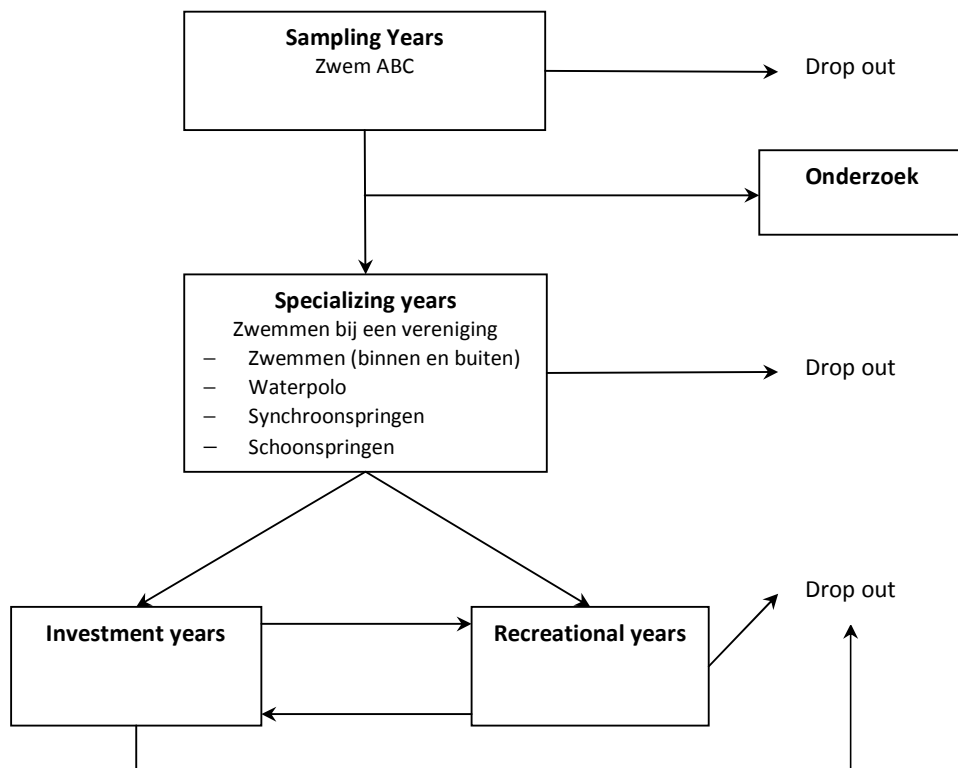 Sampling Years
Zwem ABC
Drop out
Onderzoek
Specializing years
Zwemmen bij een vereniging
– Zwemmen (binnen en buiten)
– Waterpolo
– Synchroonspringen
– Schoonspringen
Drop out
Drop out
Investment years
Recreational years